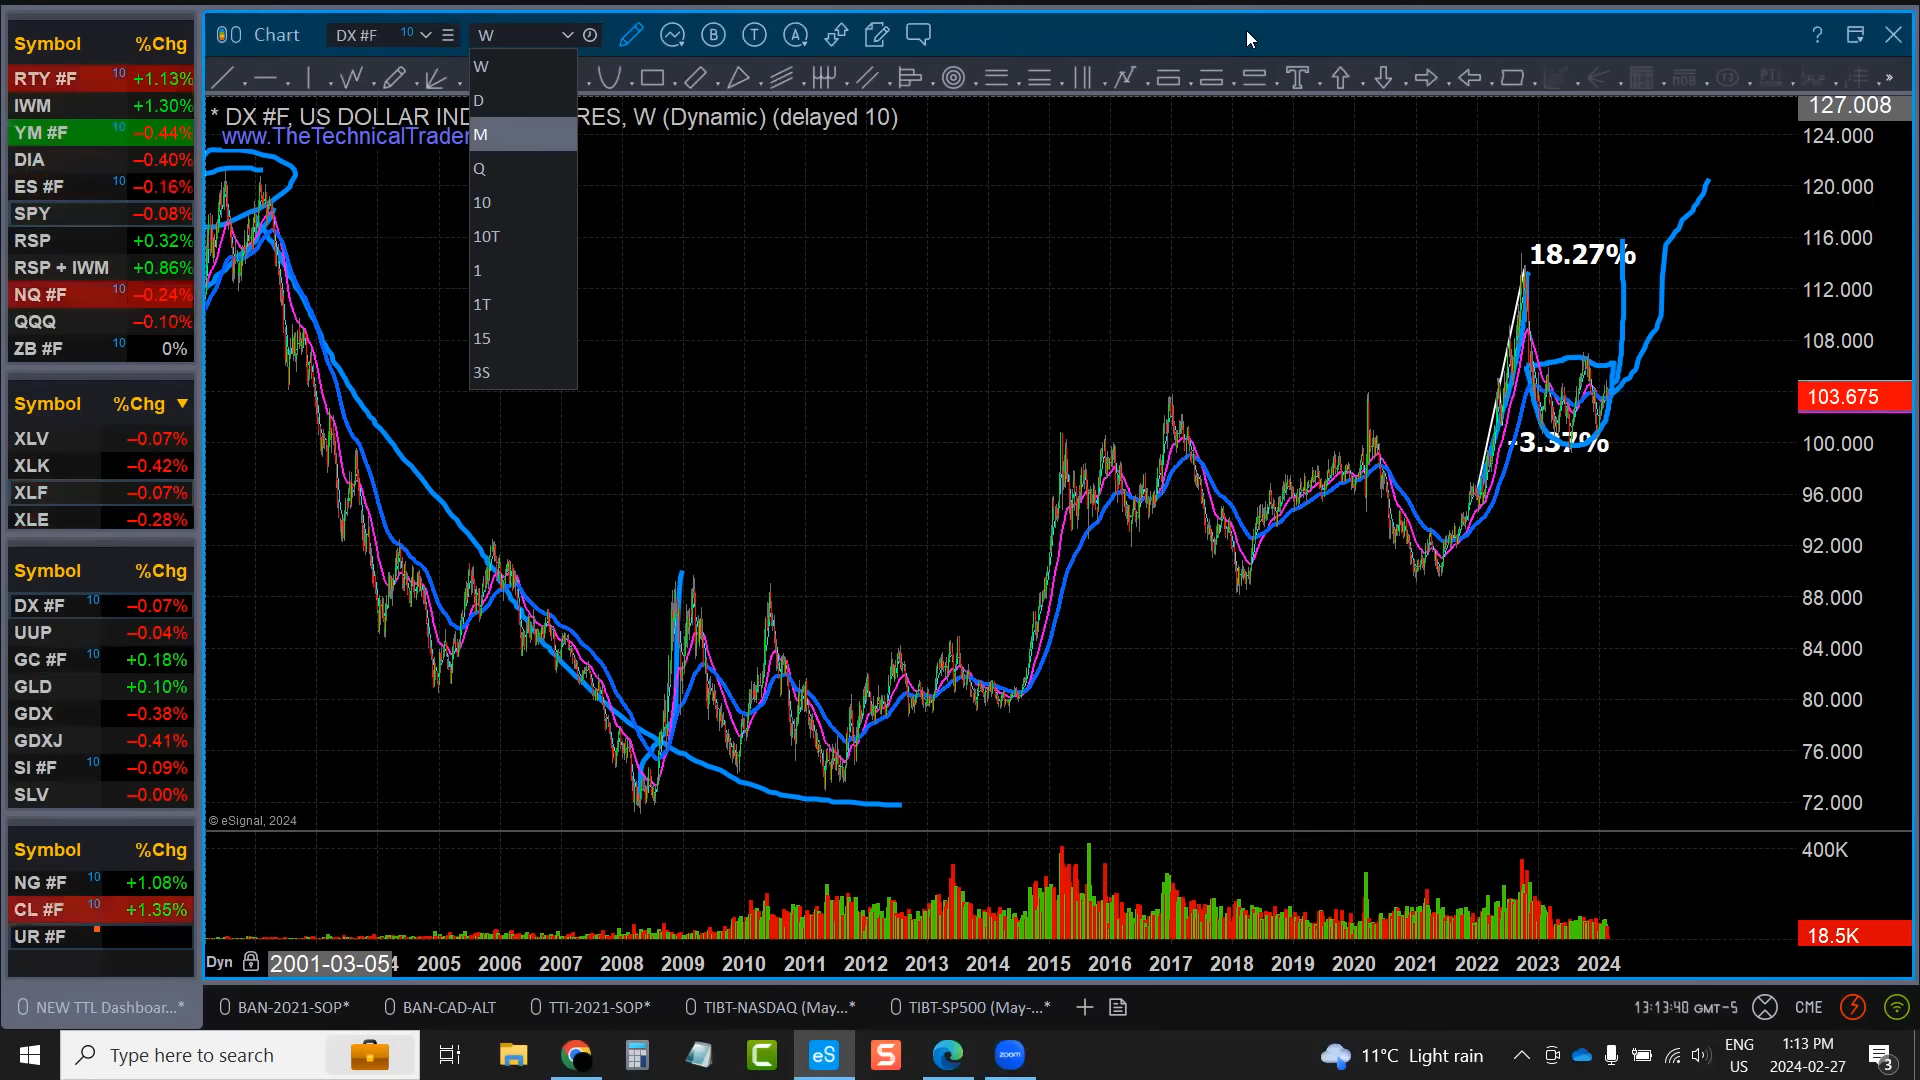 Chart DX #F 10 W
Symbol %Chg
RTY #F 10 +1.13%
IWM +1.30%
YM #F 10 −0.44%
DIA −0.40%
ES #F 10 −0.16%
SPY −0.08%
RSP +0.32%
RSP + IWM +0.86%
NQ #F 10 −0.24%
QQQ −0.10%
ZB #F 10 0%
Symbol %Chg
XLV −0.07%
XLK −0.42%
XLF −0.07%
XLE −0.28%
Symbol %Chg
DX #F 10 −0.07%
UUP −0.04%
GC #F 10 +0.18%
GLD +0.10%
GDX −0.38%
GDXJ −0.41%
SI #F 10 −0.09%
SLV −0.00%
Symbol %Chg
NG #F 10 +1.08%
CL #F 10 +1.35%
UR #F
W
D
M
Q
10
10T
1
1T
15
3S
* DX #F, US DOLLAR IND RES, W (Dynamic) (delayed 10)
www.TheTechnicalTrader
18.27%
-3.37%
127.008
124.000
120.000
116.000
112.000
108.000
103.675
100.000
96.000
92.000
88.000
84.000
80.000
76.000
72.000
© eSignal, 2024
400K
18.5K
Dyn 2001-03-05 2005 2006 2007 2008 2009 2010 2011 2012 2013 2014 2015 2016 2017 2018 2019 2020 2021 2022 2023 2024
NEW TTL Dashboar...* BAN-2021-SOP* BAN-CAD-ALT TTI-2021-SOP* TIBT-NASDAQ (May...* TIBT-SP500 (May-...* 13:13:40 GMT-5 CME
Type here to search
eS
zoom
11°C Light rain
ENG
US
1:13 PM
2024-02-27
3